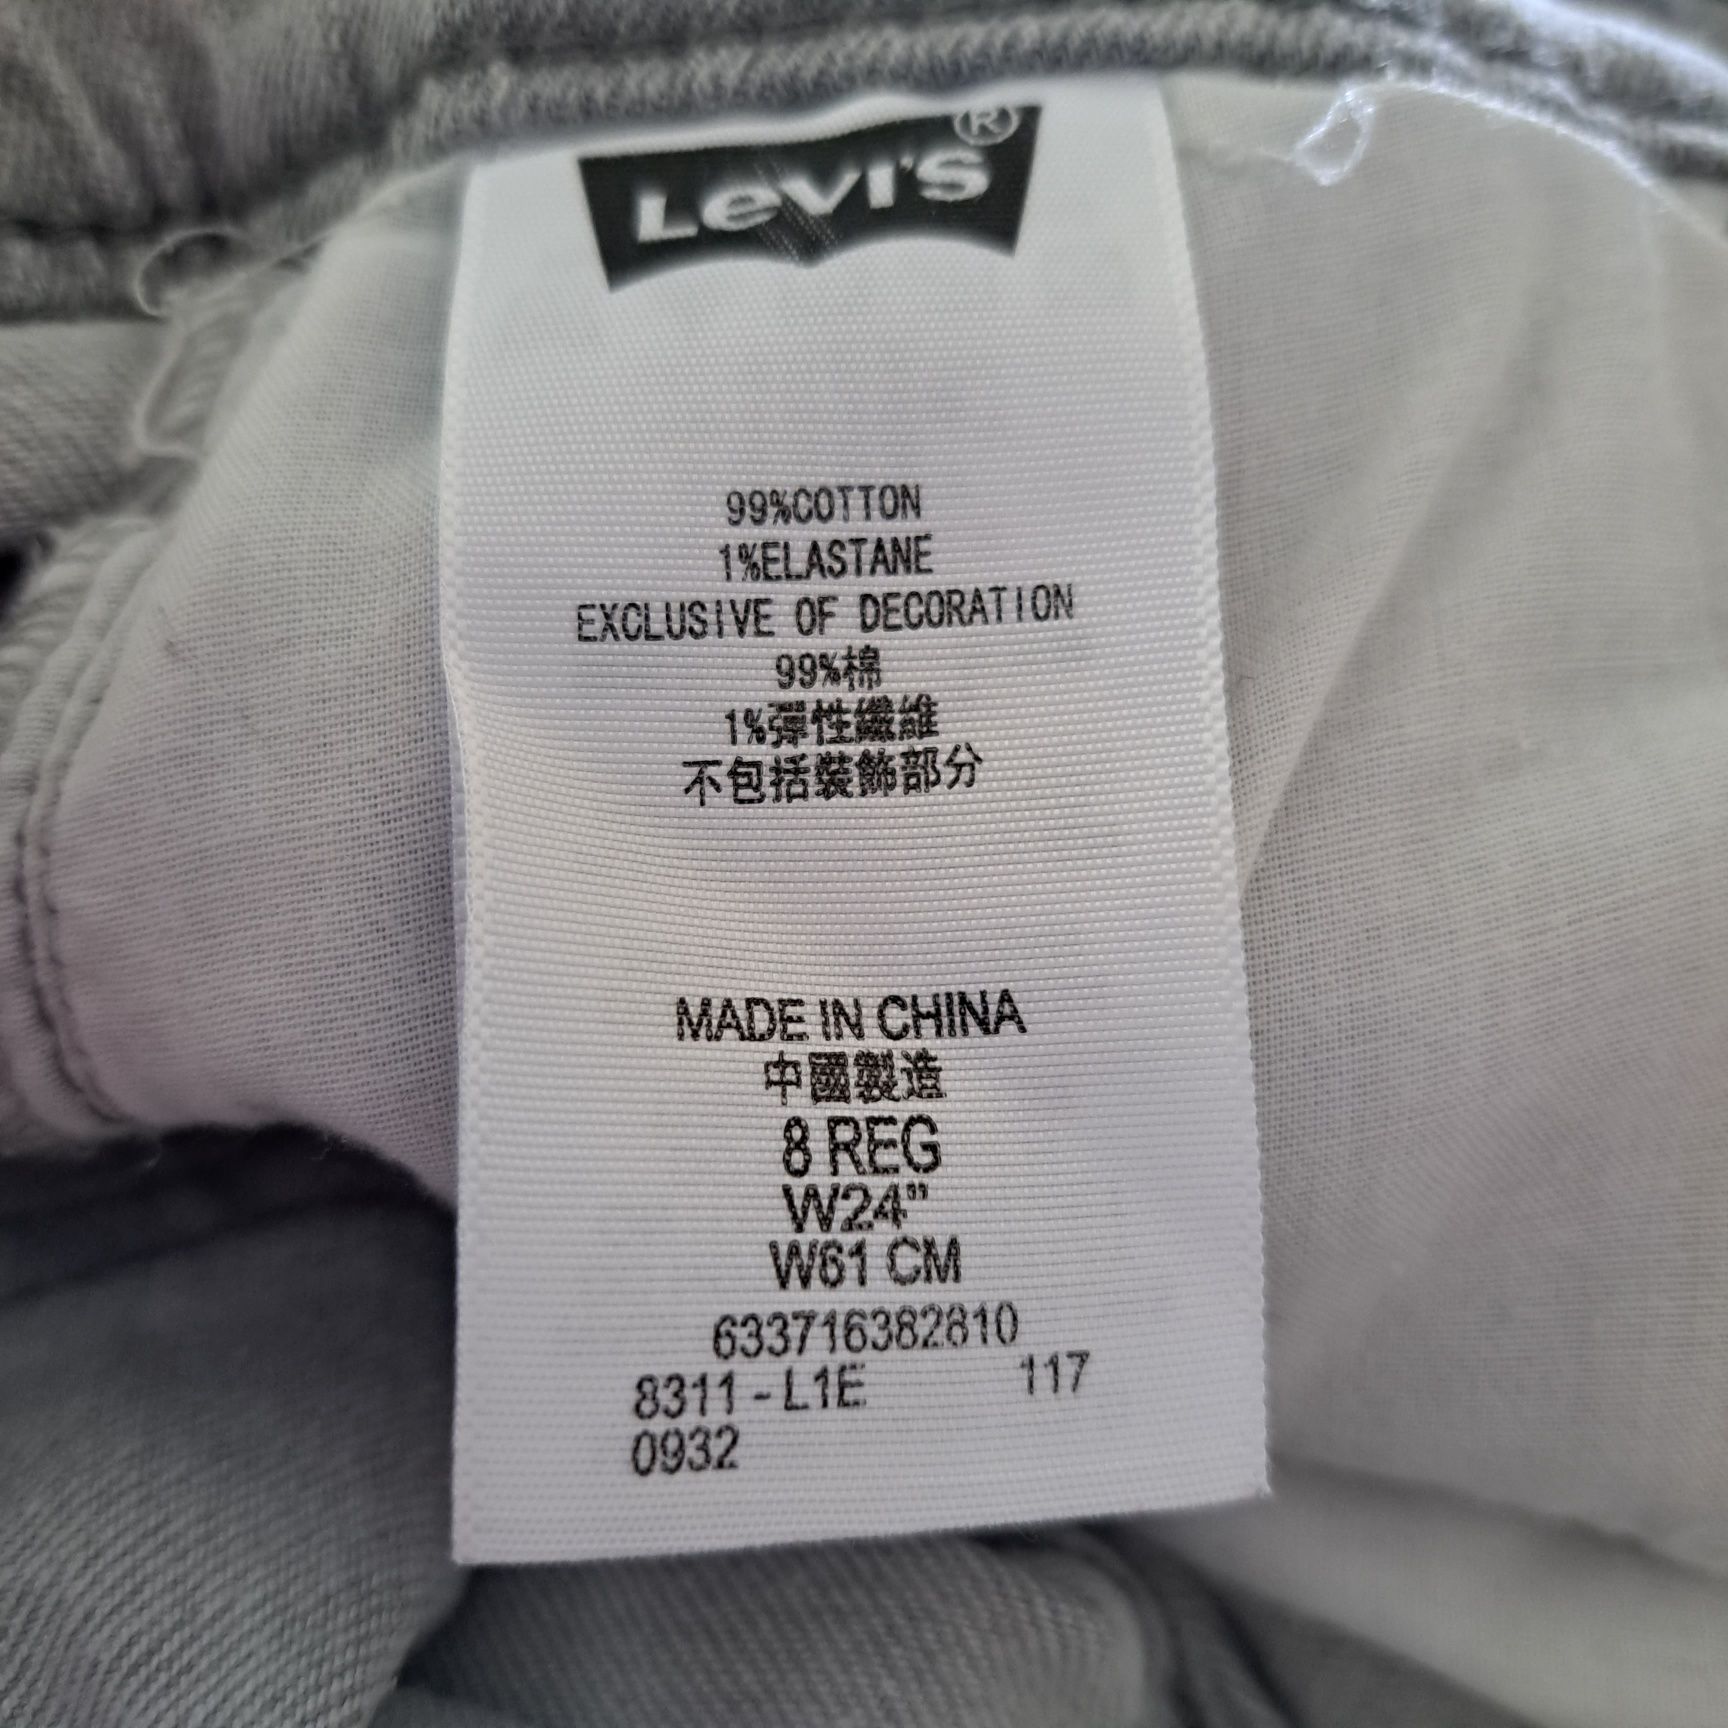 Levi's®
99%COTTON
1%ELASTANE
EXCLUSIVE OF DECORATION
99%棉
1%彈性纖維
不包括裝飾部分
MADE IN CHINA
中國製造
8 REG
W24"
W61 CM
633716382810
8311-L1E 117
0932